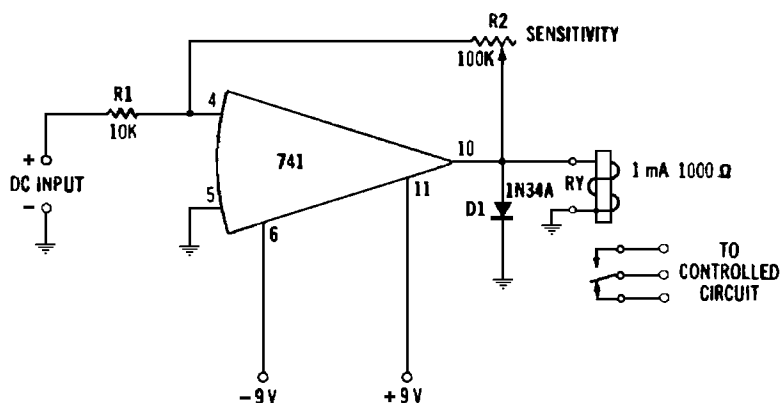 R2
SENSITIVITY
100K
R1
10K
4
741
10
+
DC INPUT
-
5
6
11
1N34A
D1
RY
1 mA 1000 Ω
TO
CONTROLLED
CIRCUIT
-9V
+9V